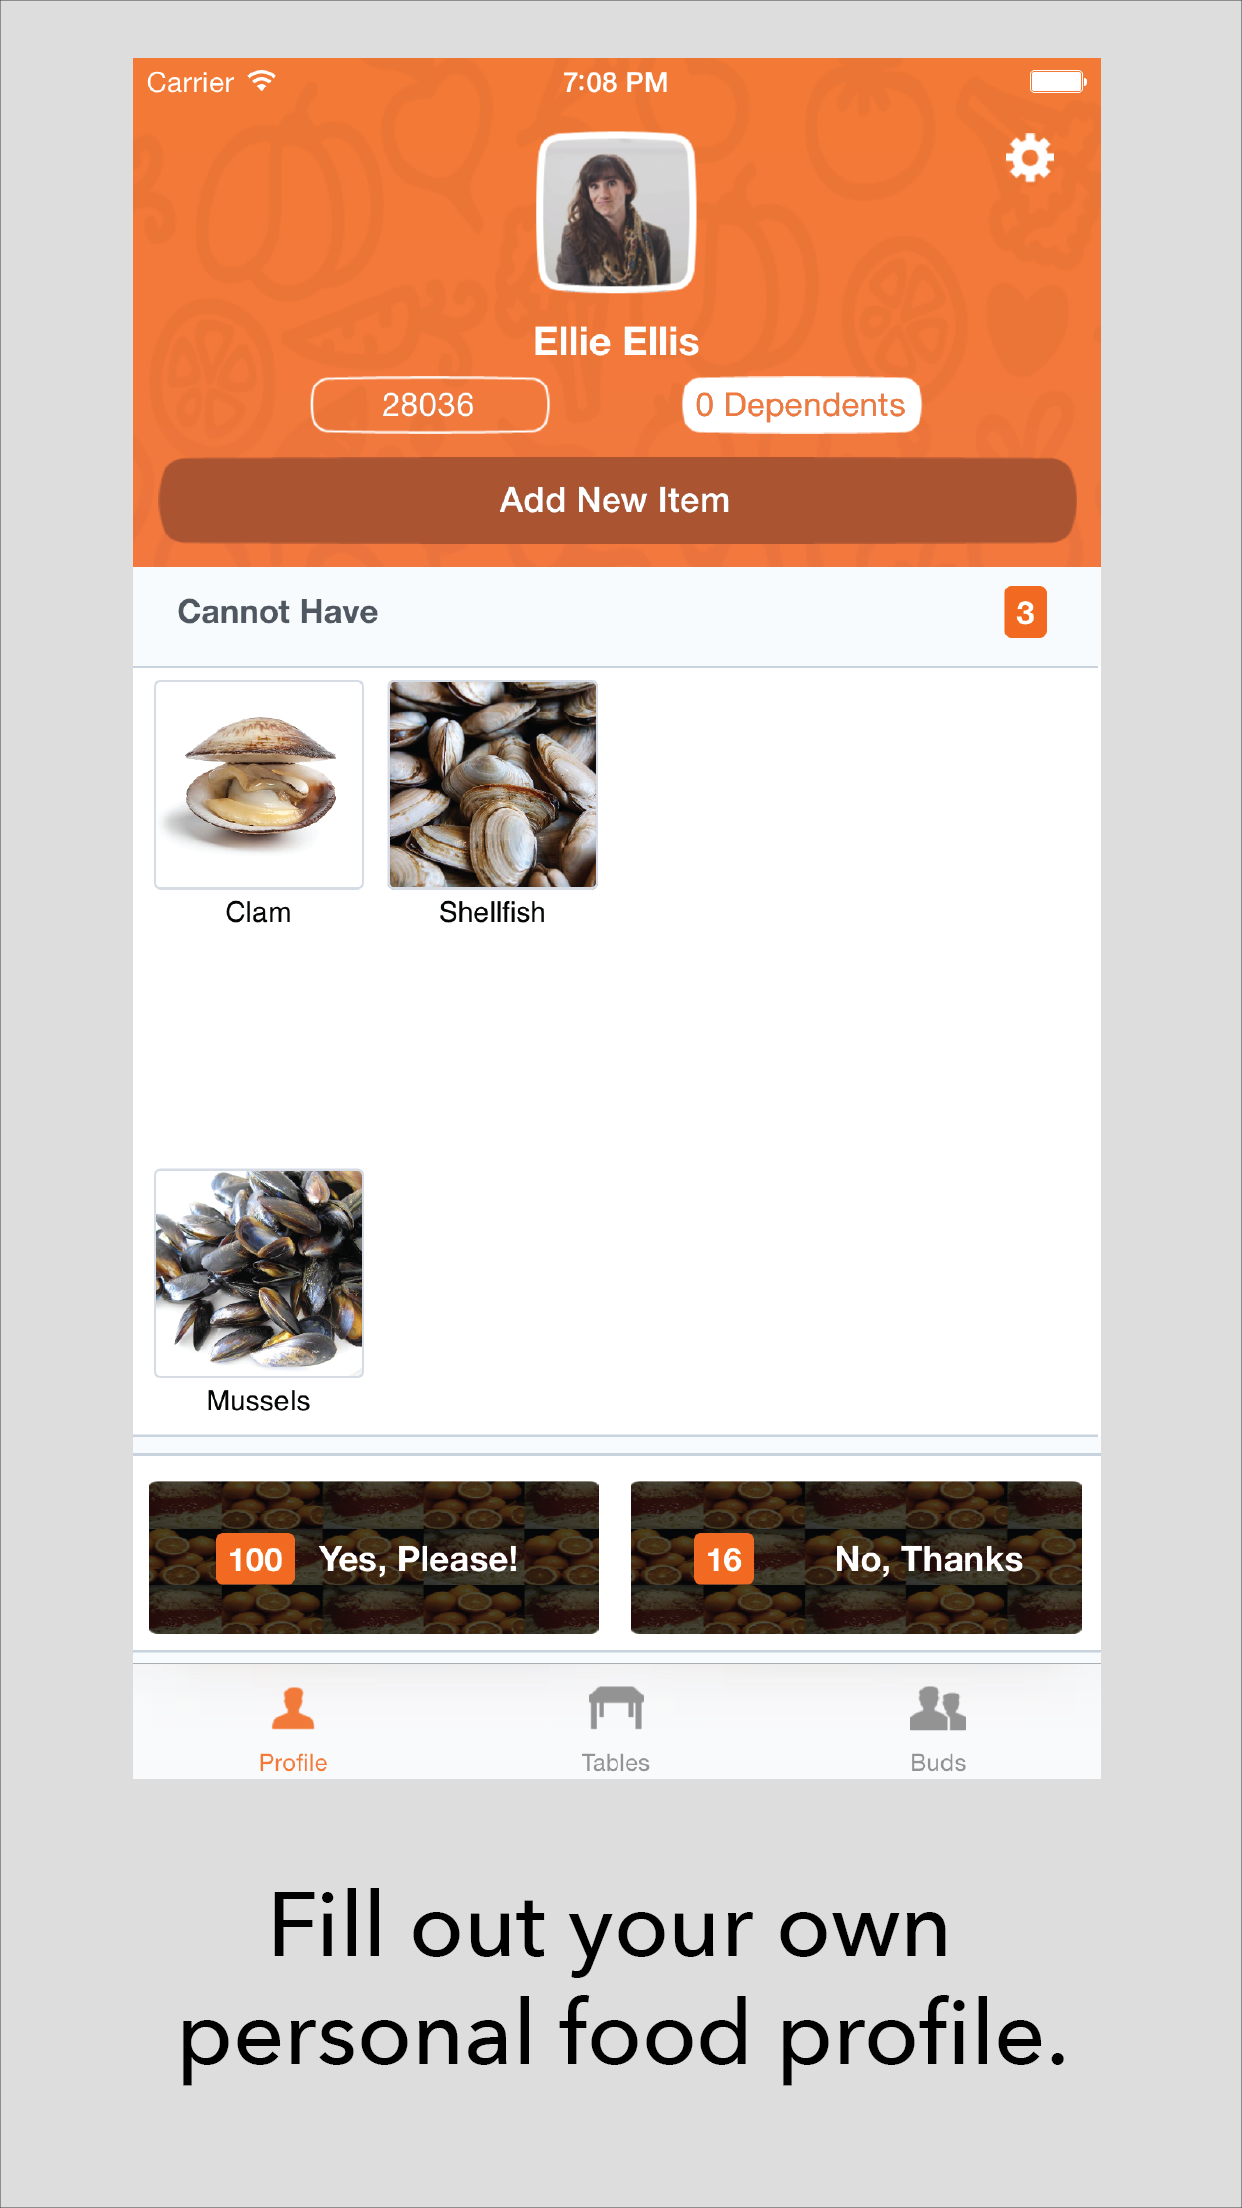 Carrier 7:08 PM
Ellie Ellis
28036 0 Dependents
Add New Item
Cannot Have 3
Clam Shellfish
Mussels
100 Yes, Please! 16 No, Thanks
Profile Tables Buds
Fill out your own
personal food profile.